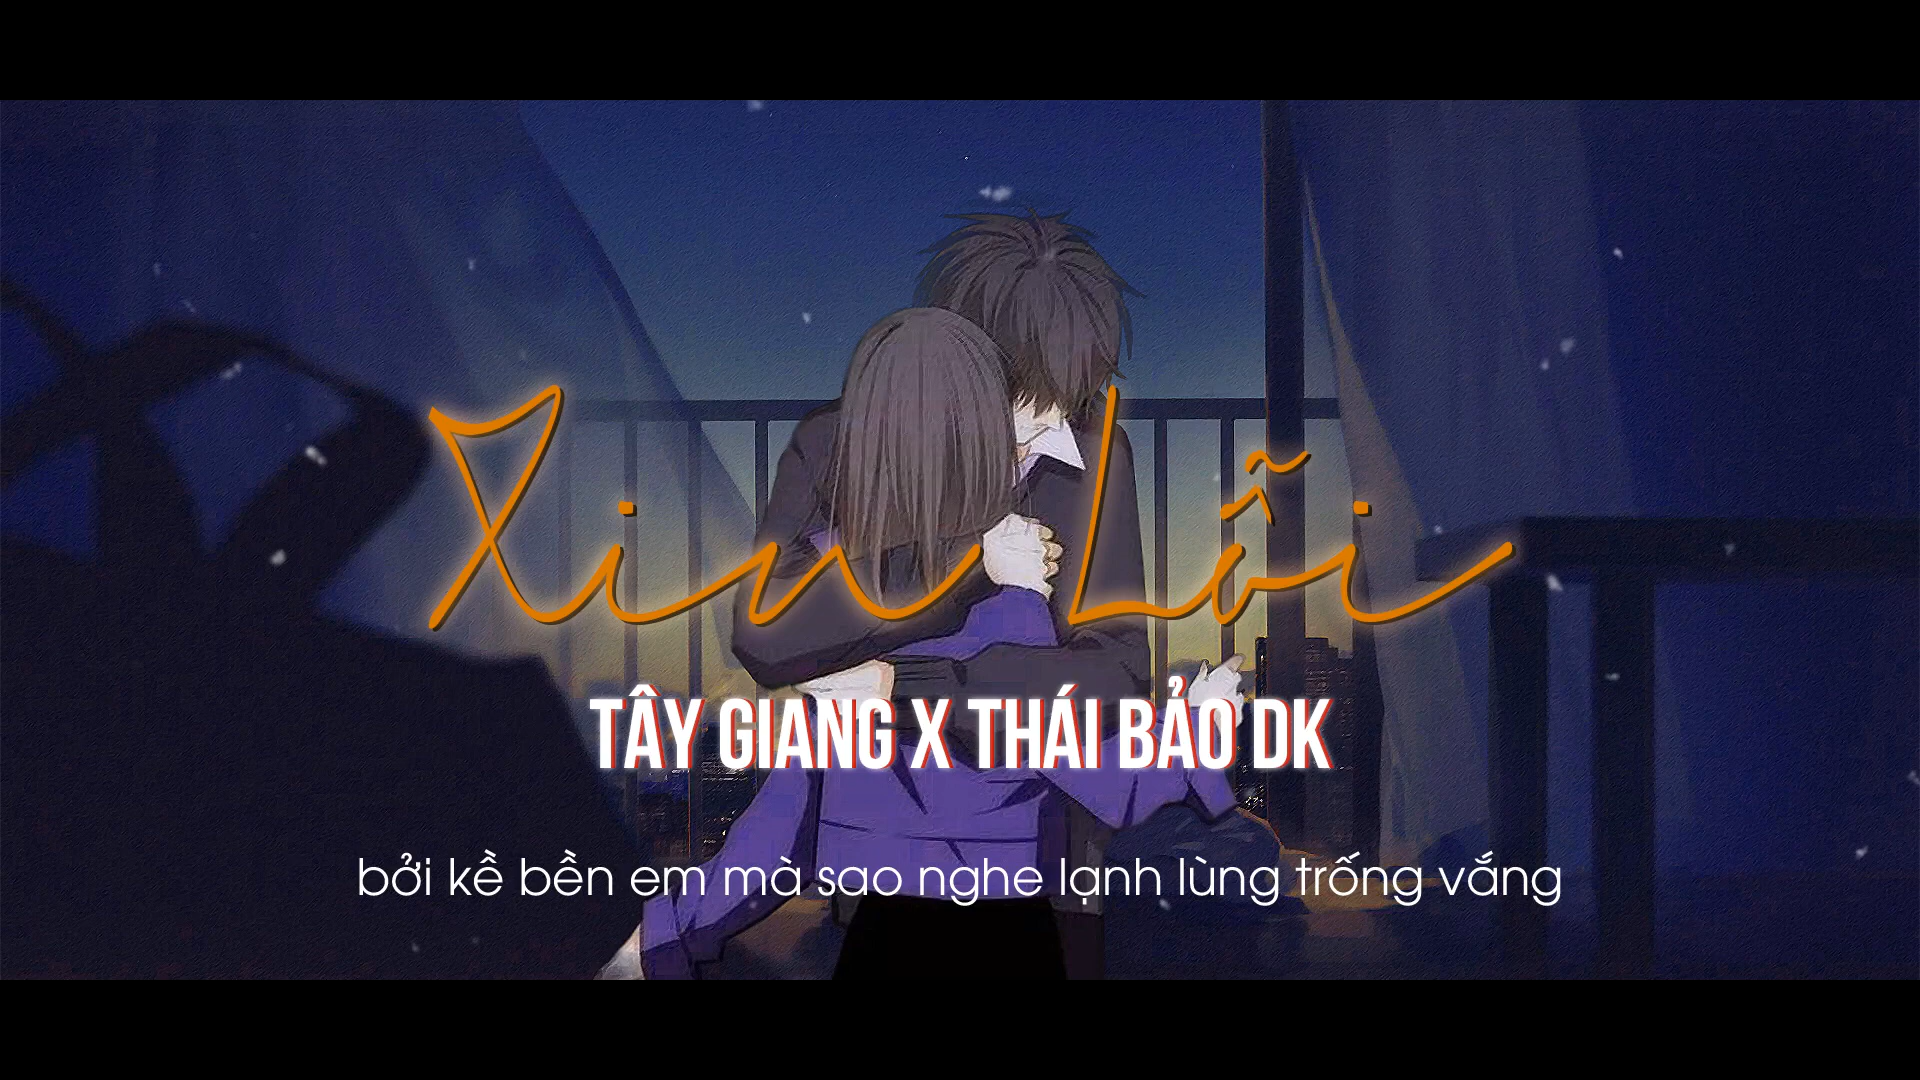 Xin Lỗi
TÂY GIANG X THÁI BẢO DK
bởi kề bền em mà sao nghe lạnh lùng trống vắng